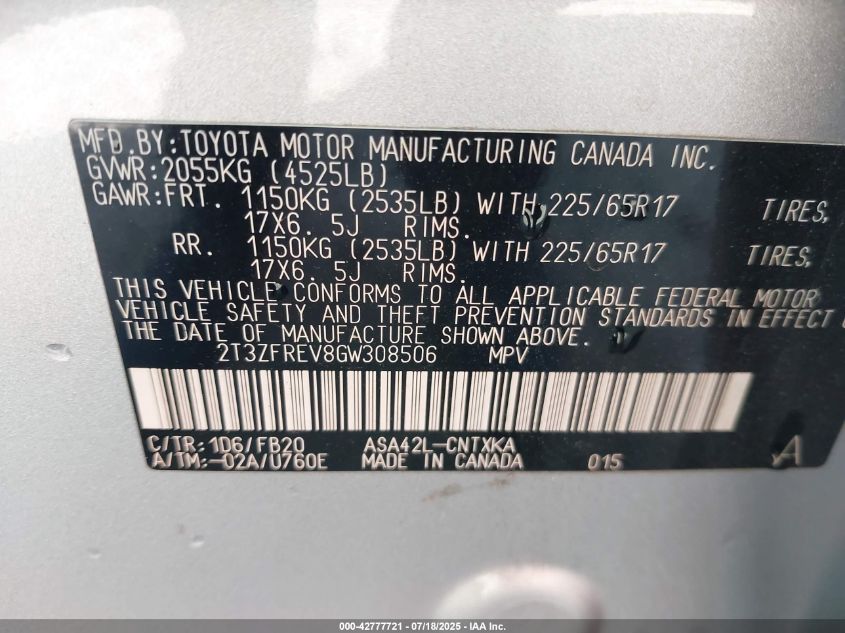 MFD.BY:TOYOTA MOTOR MANUFACTURING CANADA INC.
GVWR:2055KG (4525LB)
GAWR:FRT. 1150KG (2535LB) WITH 225/65R17 TIRES,
17X6. 5J RIMS.
RR. 1150KG (2535LB) WITH 225/65R17 TIRES,
17X6. 5J RIMS.
THIS VEHICLE CONFORMS TO ALL APPLICABLE FEDERAL MOTOR
VEHICLE SAFETY AND THEFT PREVENTION STANDARDS IN EFFECT
THE DATE OF MANUFACTURE SHOWN ABOVE.
2T3ZFREV8GW308506 MPV
C/TR:1D6/FB20 ASA42L-CNTXKA
A/TM:-02A/U760E MADE IN CANADA 015 A
000-42777721 - 07/18/2025 - IAA Inc.